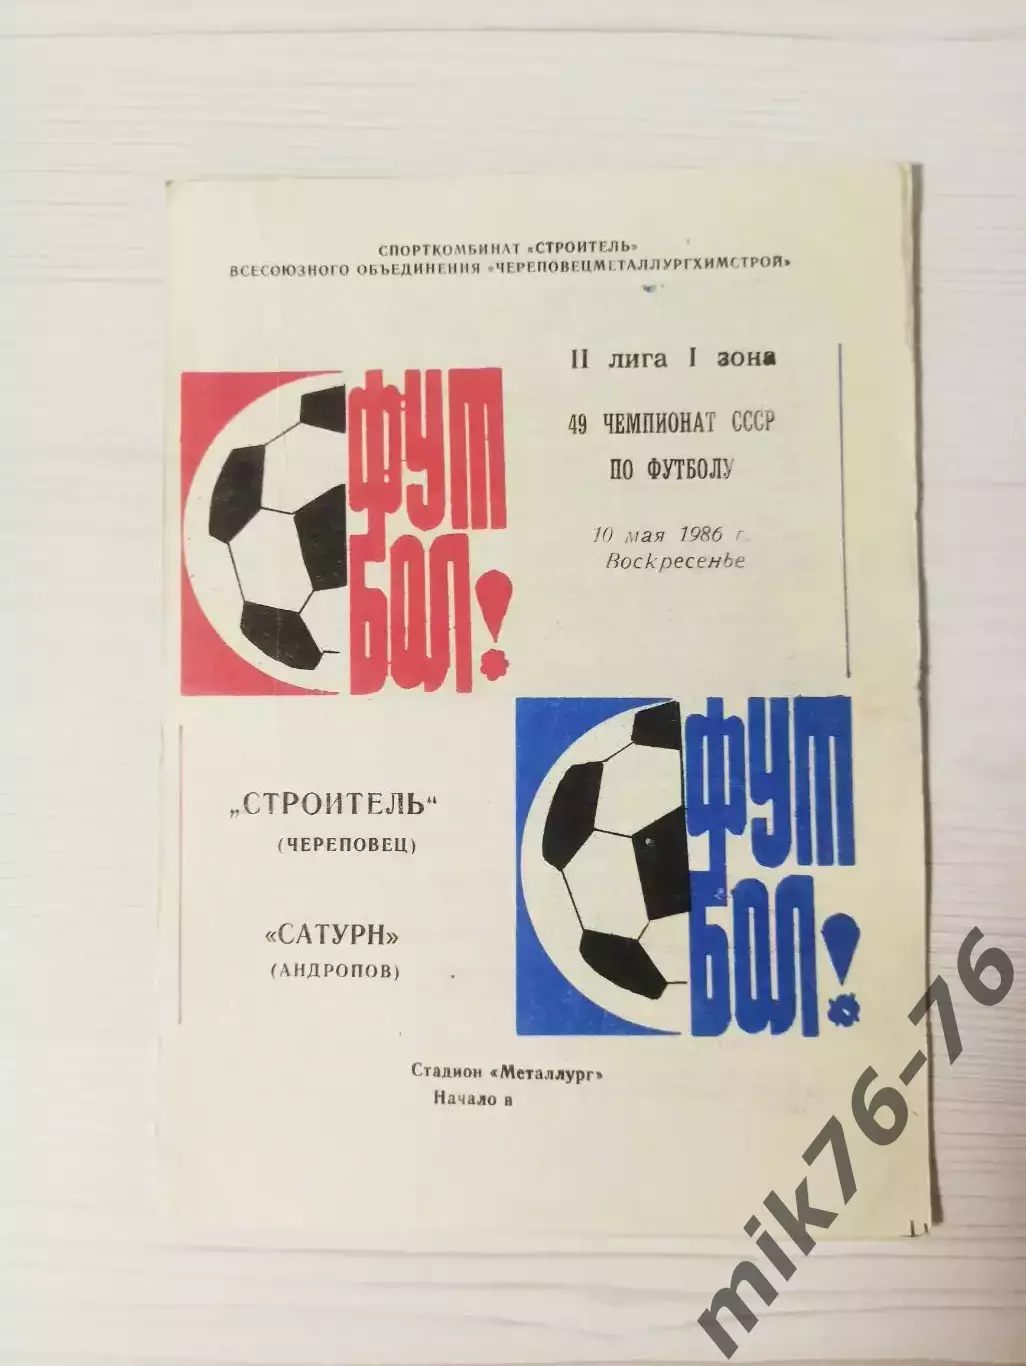 СПОРТКОМБИНАТ «СТРОИТЕЛЬ»
ВСЕСОЮЗНОГО ОБЪЕДИНЕНИЯ «ЧЕРЕПОВЕЦМЕТАЛЛУРГХИМСТРОЙ»
II лига I зона
49 ЧЕМПИОНАТ СССР
ПО ФУТБОЛУ
10 мая 1986 г.
Воскресенье
ФУТ
БОЛ!
„СТРОИТЕЛЬ“
(ЧЕРЕПОВЕЦ)
«САТУРН»
(АНДРОПОВ)
ФУТ
БОЛ!
Стадион «Металлург»
Начало в
mik76-76